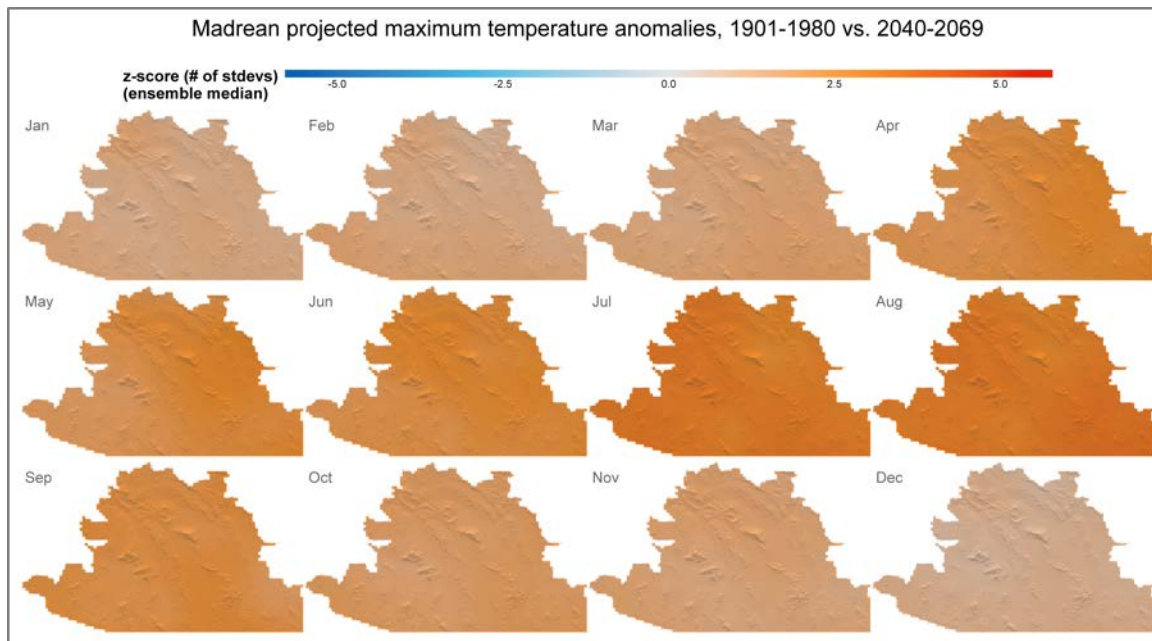 Madrean projected maximum temperature anomalies, 1901-1980 vs. 2040-2069
z-score (# of stdevs)
(ensemble median)
-5.0 -2.5 0.0 2.5 5.0
Jan Feb Mar Apr
May Jun Jul Aug
Sep Oct Nov Dec